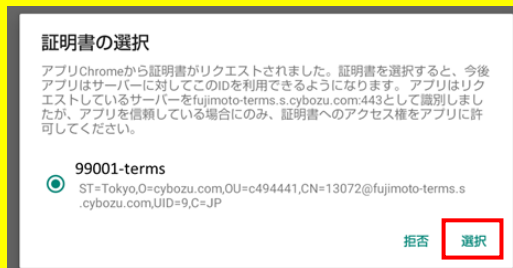 証明書の選択
アプリChromeから証明書がリクエストされました。証明書を選択すると、今後
アプリはサーバーに対してこのIDを利用できるようになります。 アプリはリク
エストしているサーバーをfujimoto-terms.s.cybozu.com:443として識別しまし
たが、アプリを信頼している場合にのみ、証明書へのアクセス権をアプリに許
可してください。
99001-terms
ST=Tokyo,O=cybozu.com,OU=c494441,CN=13072@fujimoto-terms.s
.cybozu.com,UID=9,C=JP
拒否 選択